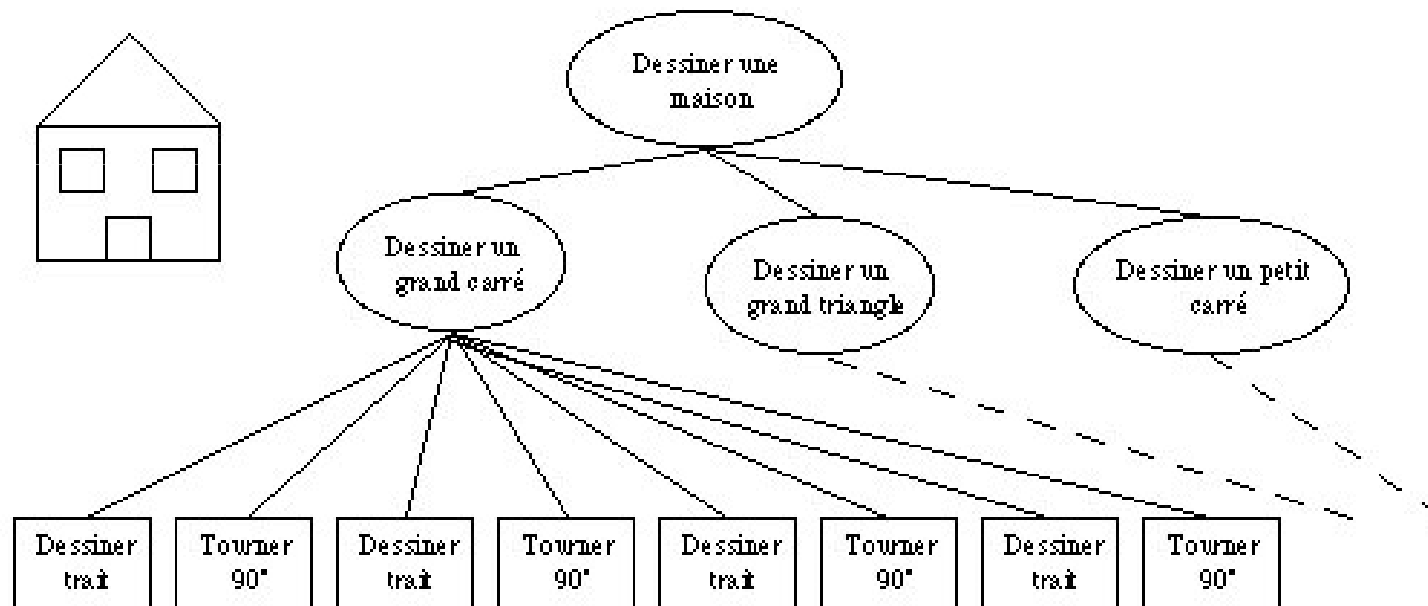 Dessiner une
maison
Dessiner un
grand carré
Dessiner un
grand triangle
Dessiner un petit
carré
Dessiner
trait
Tourner
90°
Dessiner
trait
Tourner
90°
Dessiner
trait
Tourner
90°
Dessiner
trait
Tourner
90°